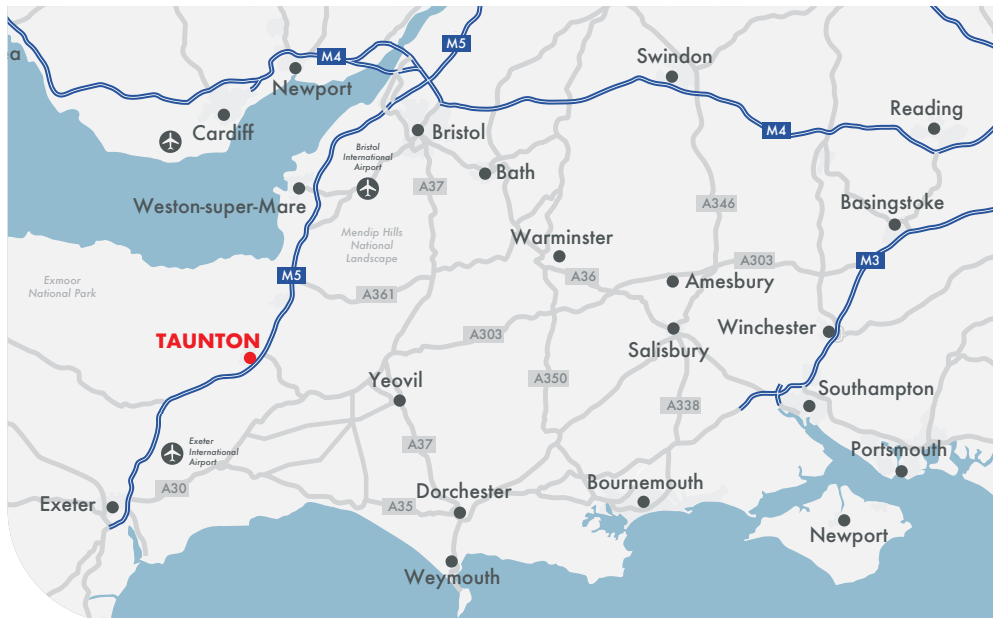 M5
M4
a
Swindon
Newport
Reading
M4
Cardiff
Bristol
Bristol
International
Airport
Bath
A37
Weston-super-Mare
A346
Basingstoke
Mendip Hills
National
Landscape
Warminster
A303
M3
M5
A36
Exmoor
National Park
A361
Amesbury
TAUNTON
A303
Winchester
Salisbury
Yeovil
A350
Southampton
A338
A37
Exeter
International
Airport
Portsmouth
A30
Bournemouth
Dorchester
Exeter
A35
Newport
Weymouth